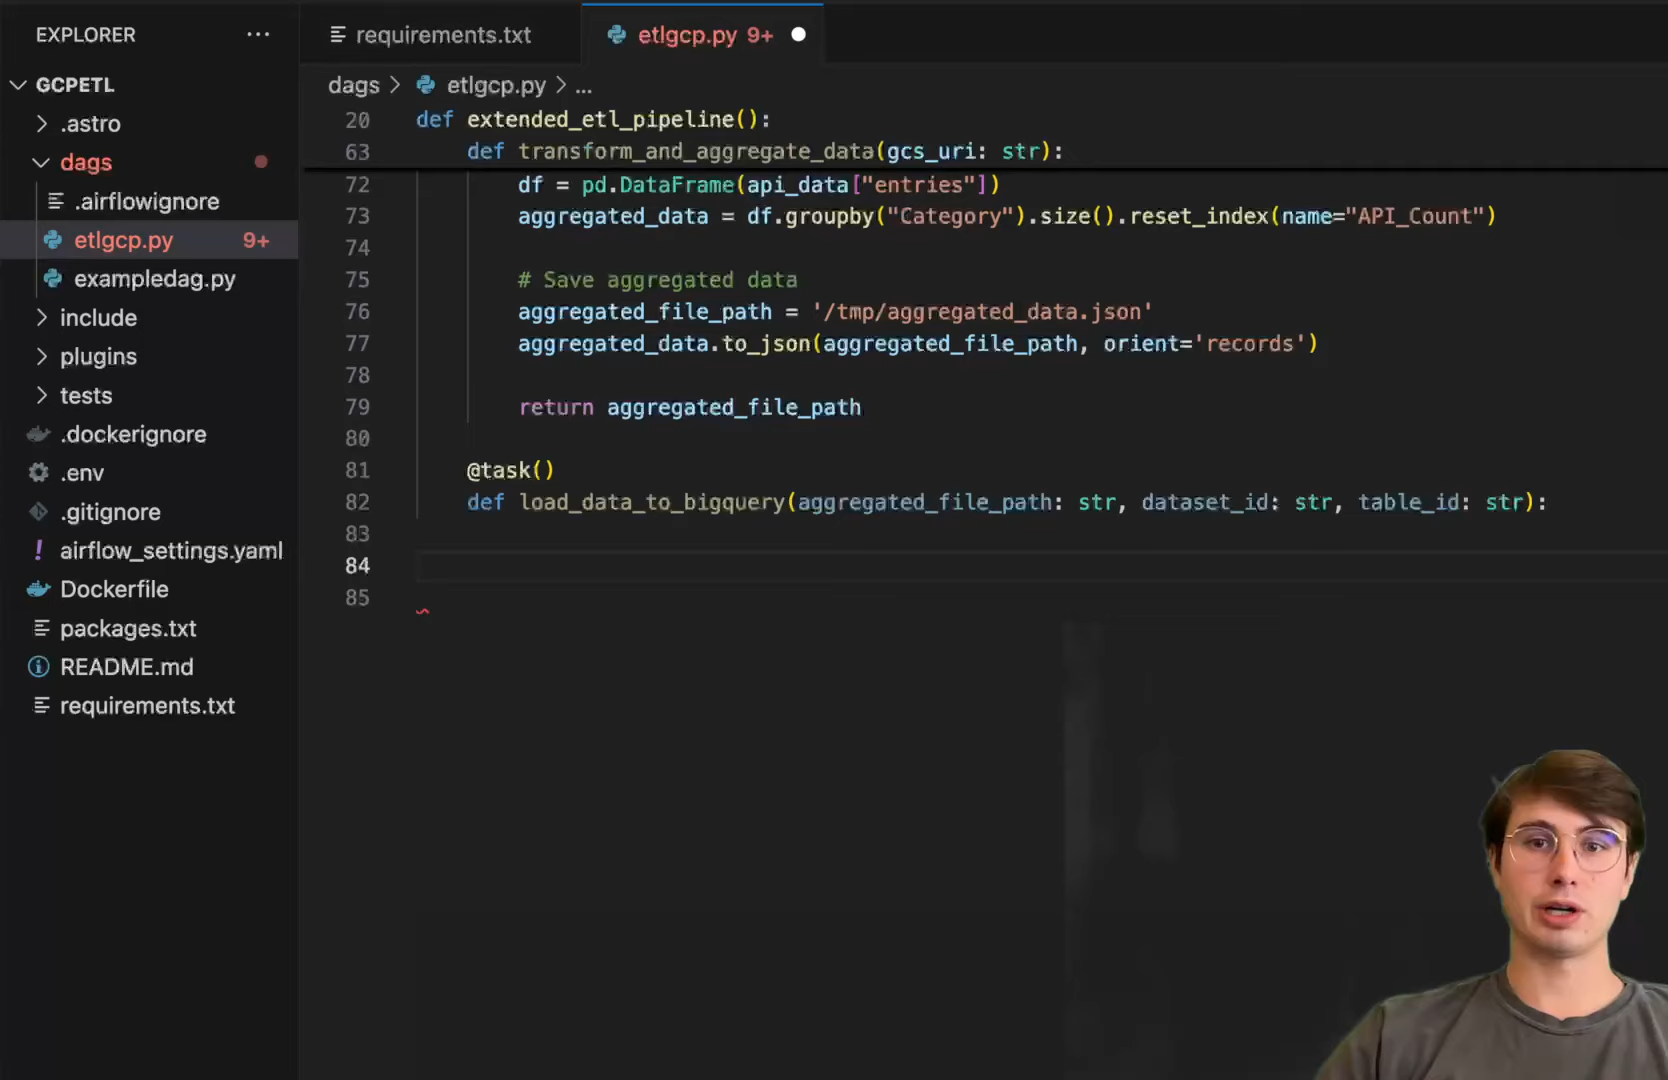 EXPLORER
GCPETL
.astro
dags
.airflowignore
etlgcp.py 9+
exampledag.py
include
plugins
tests
.dockerignore
.env
.gitignore
! airflow_settings.yaml
Dockerfile
packages.txt
README.md
requirements.txt
requirements.txt
etlgcp.py 9+
dags > etlgcp.py > ...
20 def extended_etl_pipeline():
63 def transform_and_aggregate_data(gcs_uri: str):
72 df = pd.DataFrame(api_data["entries"])
73 aggregated_data = df.groupby("Category").size().reset_index(name="API_Count")
74
75 # Save aggregated data
76 aggregated_file_path = '/tmp/aggregated_data.json'
77 aggregated_data.to_json(aggregated_file_path, orient='records')
78
79 return aggregated_file_path
80
81 @task()
82 def load_data_to_bigquery(aggregated_file_path: str, dataset_id: str, table_id: str):
83
84
85